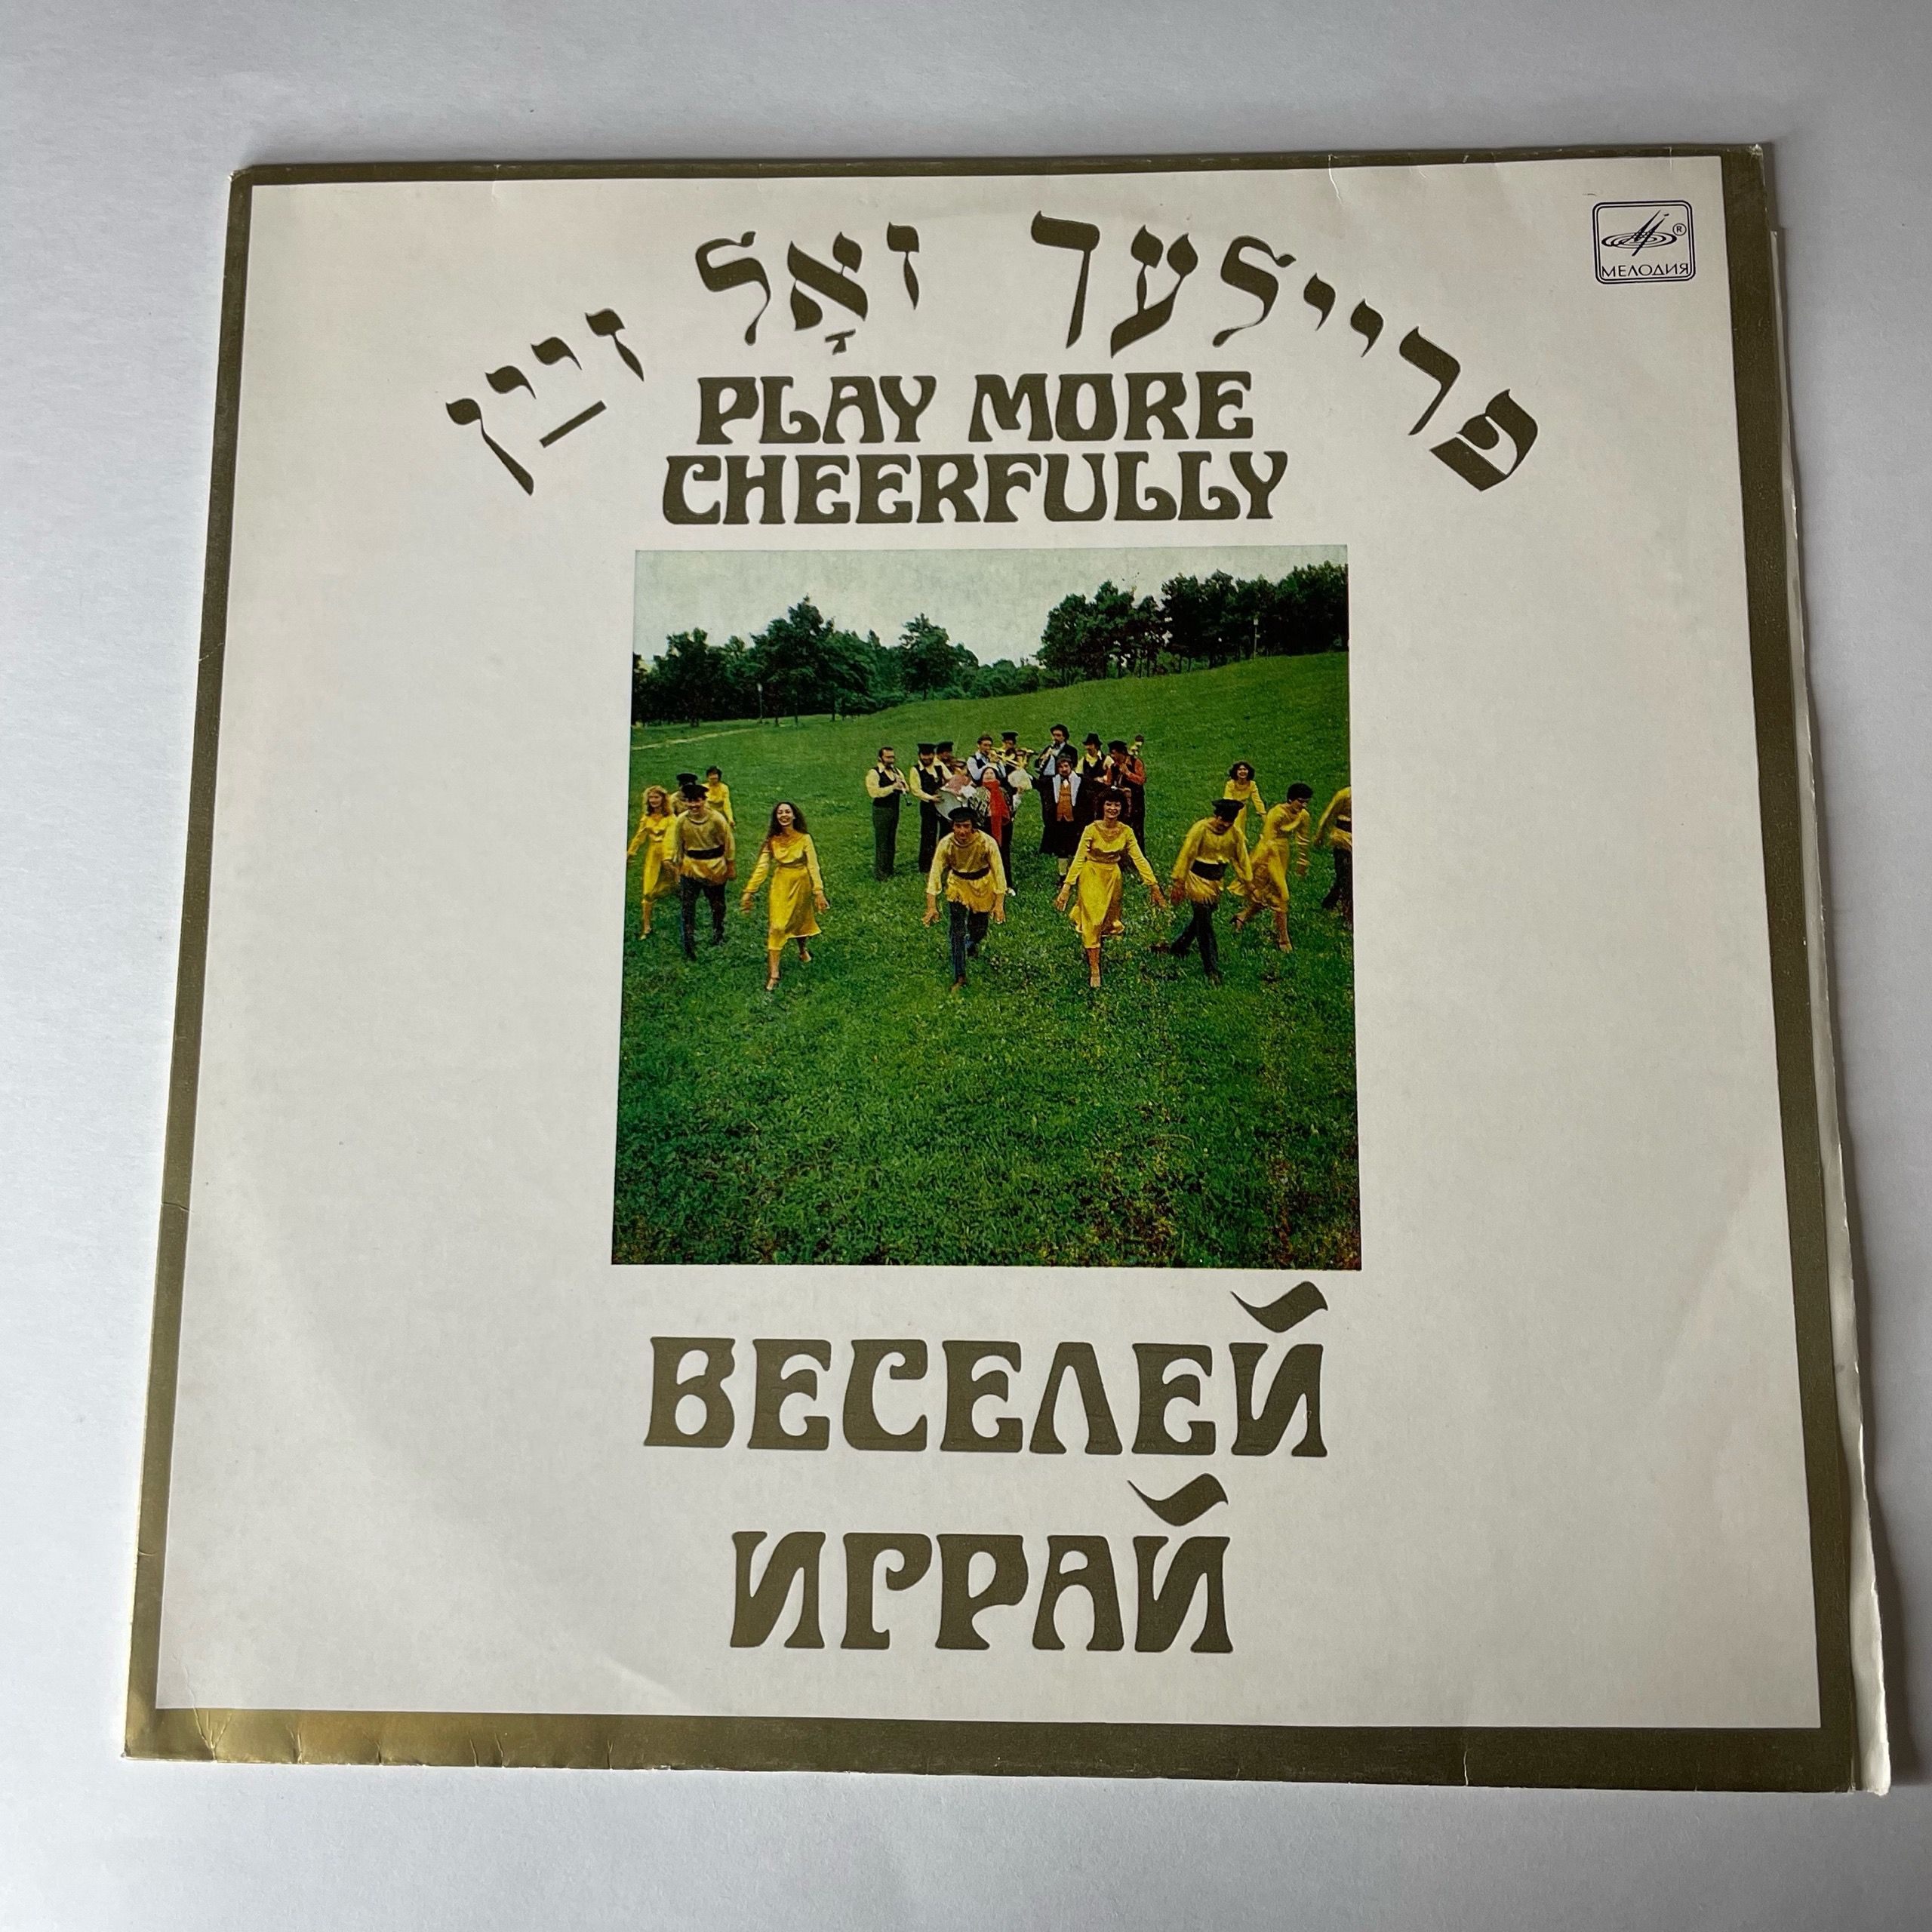 פריילעך זאָל זײַן
МЕЛОДИЯ
PLAY MORE
CHEERFULLY
ВЕСЕЛЕЙ
ИГРАЙ